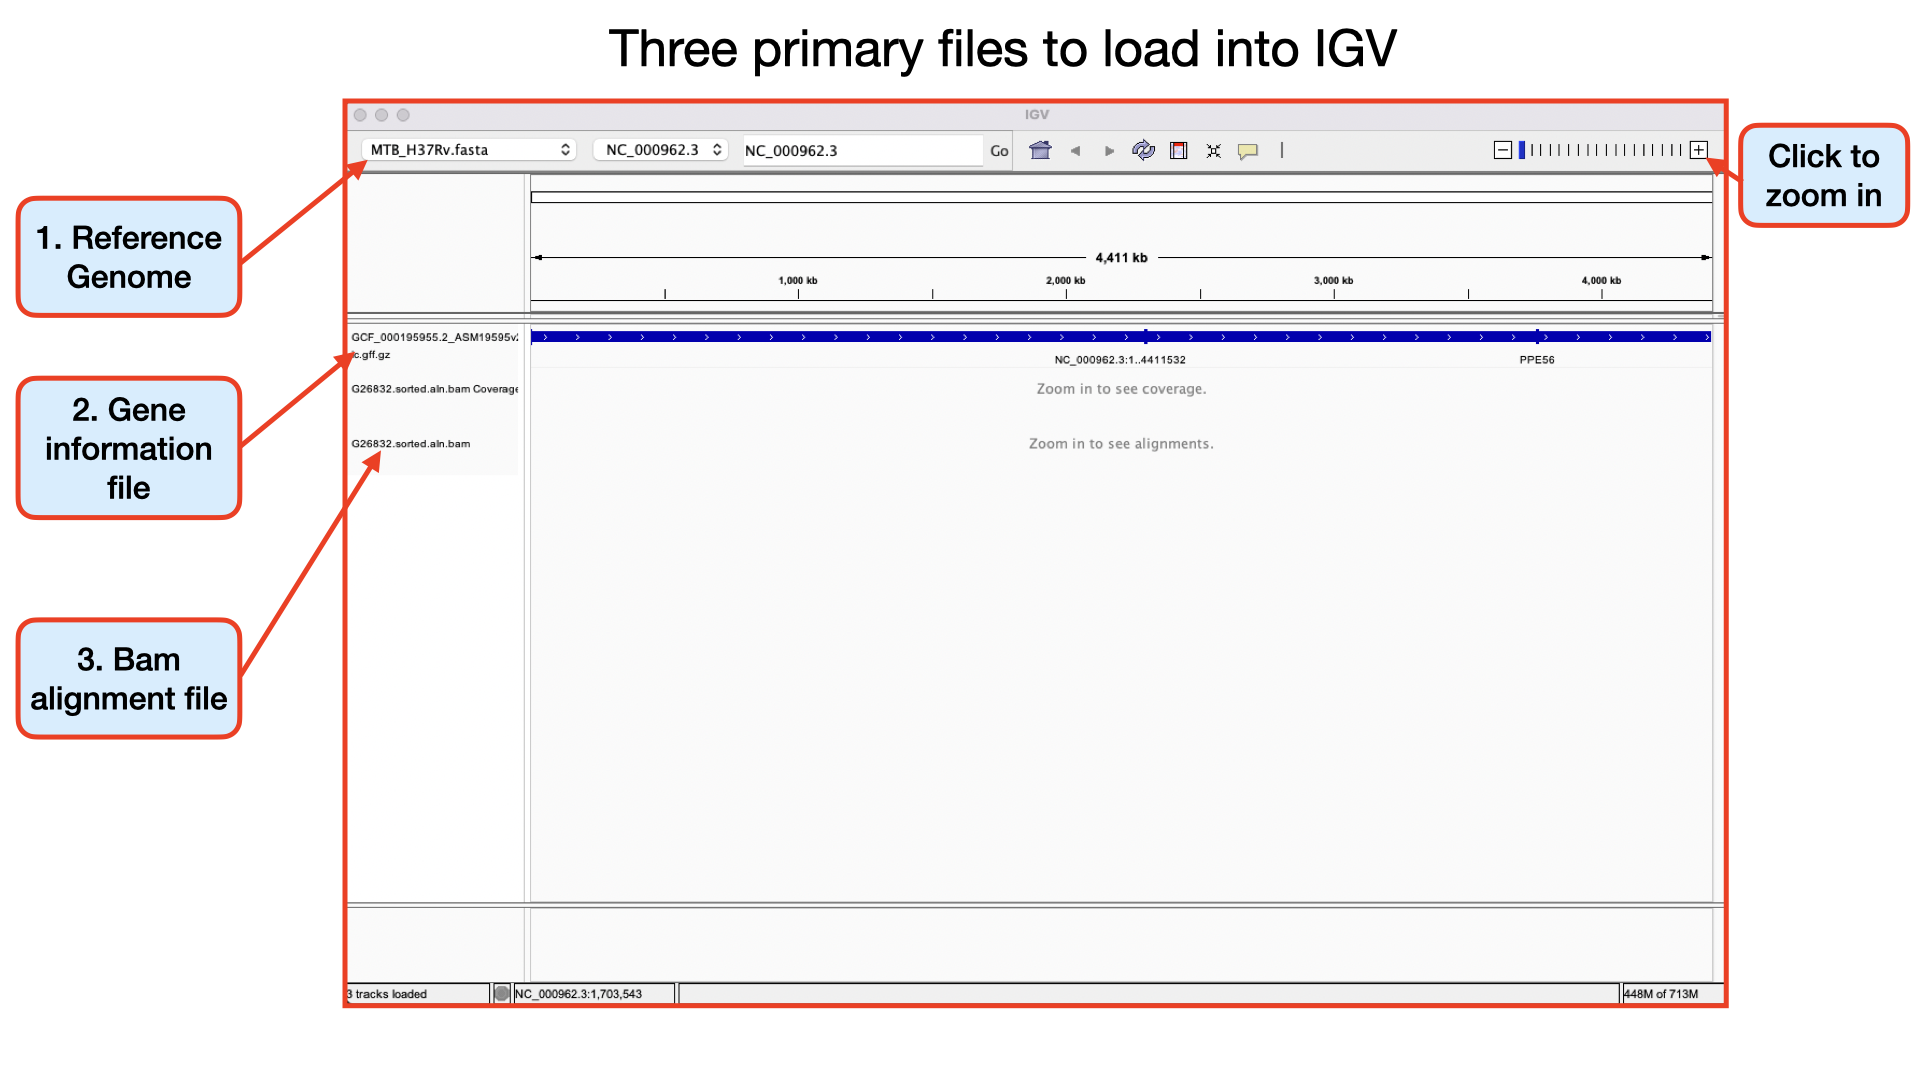 Three primary files to load into IGV
IGV
MTB_H37Rv.fasta
NC_000962.3
NC_000962.3
Go
Click to
zoom in
1. Reference
Genome
4,411 kb
1,000 kb
2,000 kb
3,000 kb
4,000 kb
GCF_000195955.2_ASM19595v
c.gff.gz
NC_000962.3:1..4411532
PPE56
G26832.sorted.aln.bam Coverage
Zoom in to see coverage.
2. Gene
information
file
G26832.sorted.aln.bam
Zoom in to see alignments.
3. Bam
alignment file
3 tracks loaded
NC_000962.3:1,703,543
448M of 713M